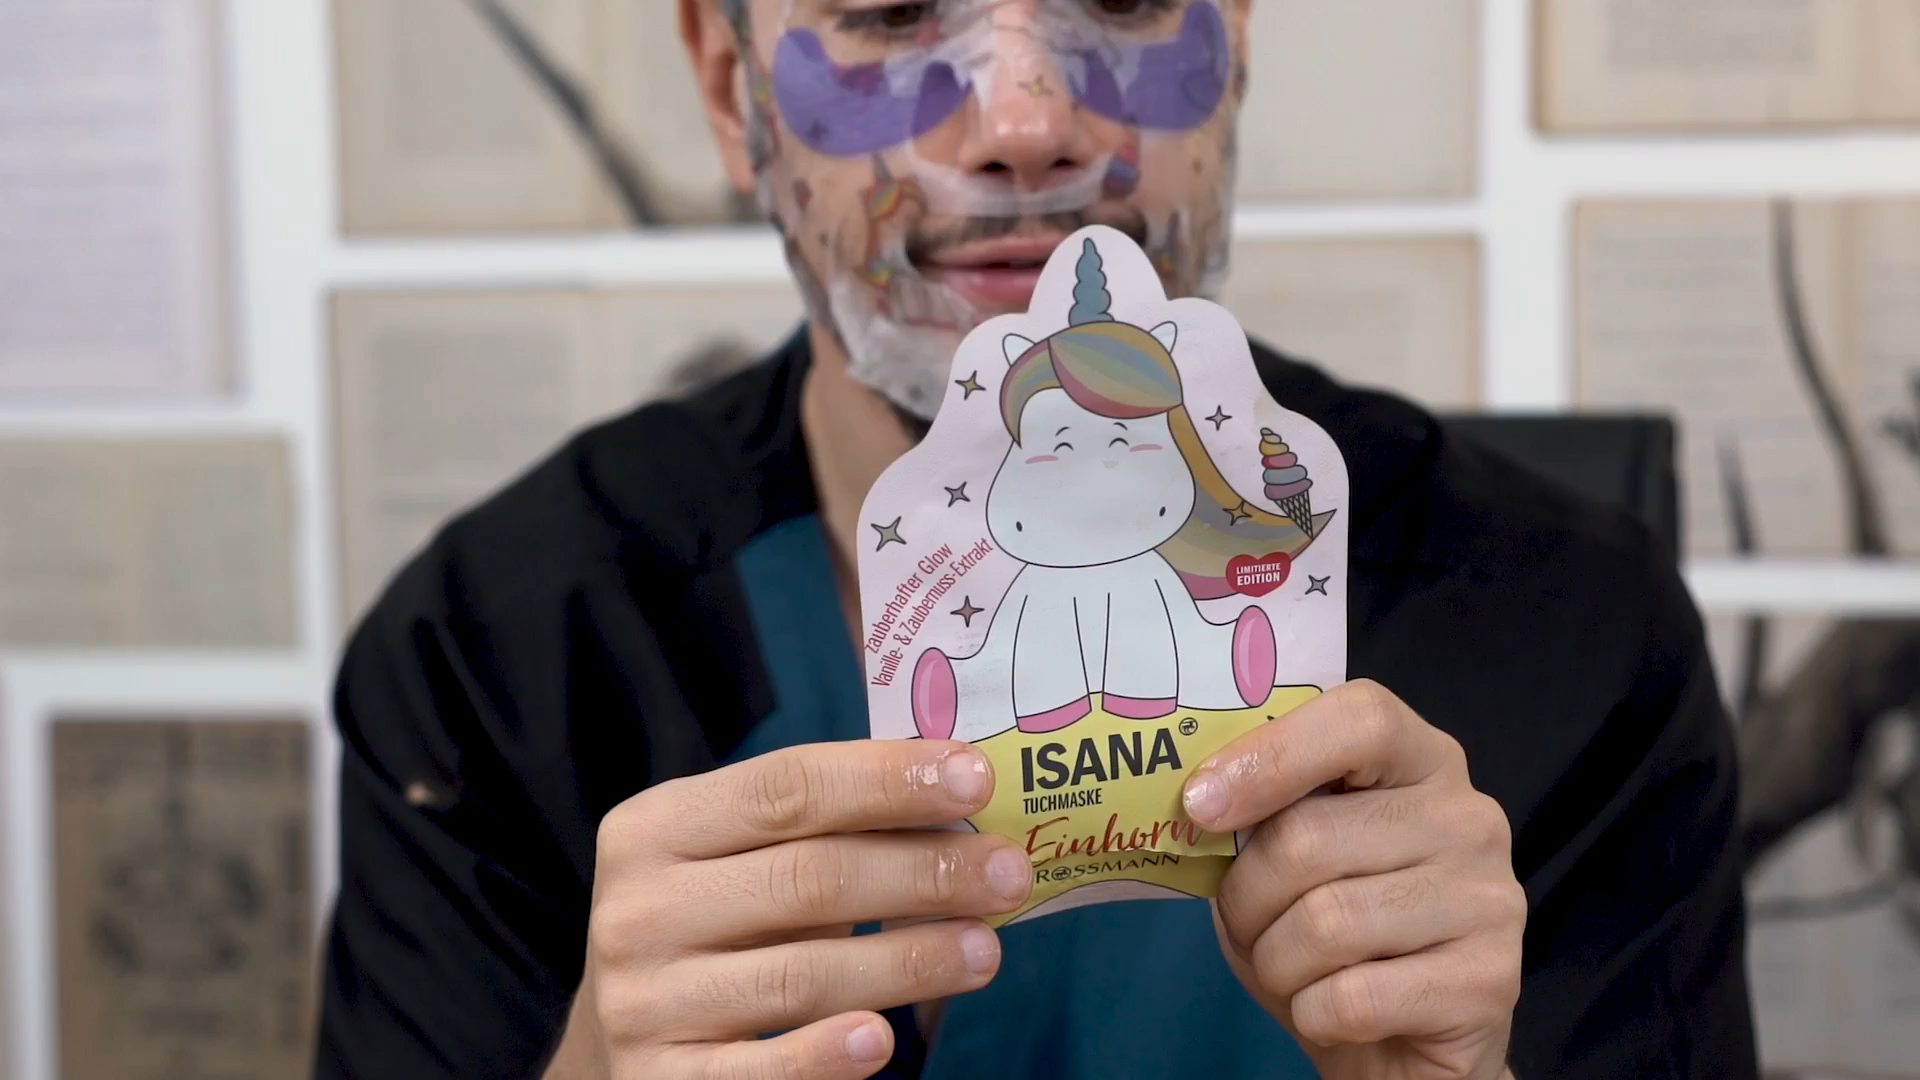 Zauberhafter Glow
Vanille- & Zaubernuss-Extrakt
LIMITIERTE
EDITION
ISANA
TUCHMASKE
Einhorn
ROSSMANN